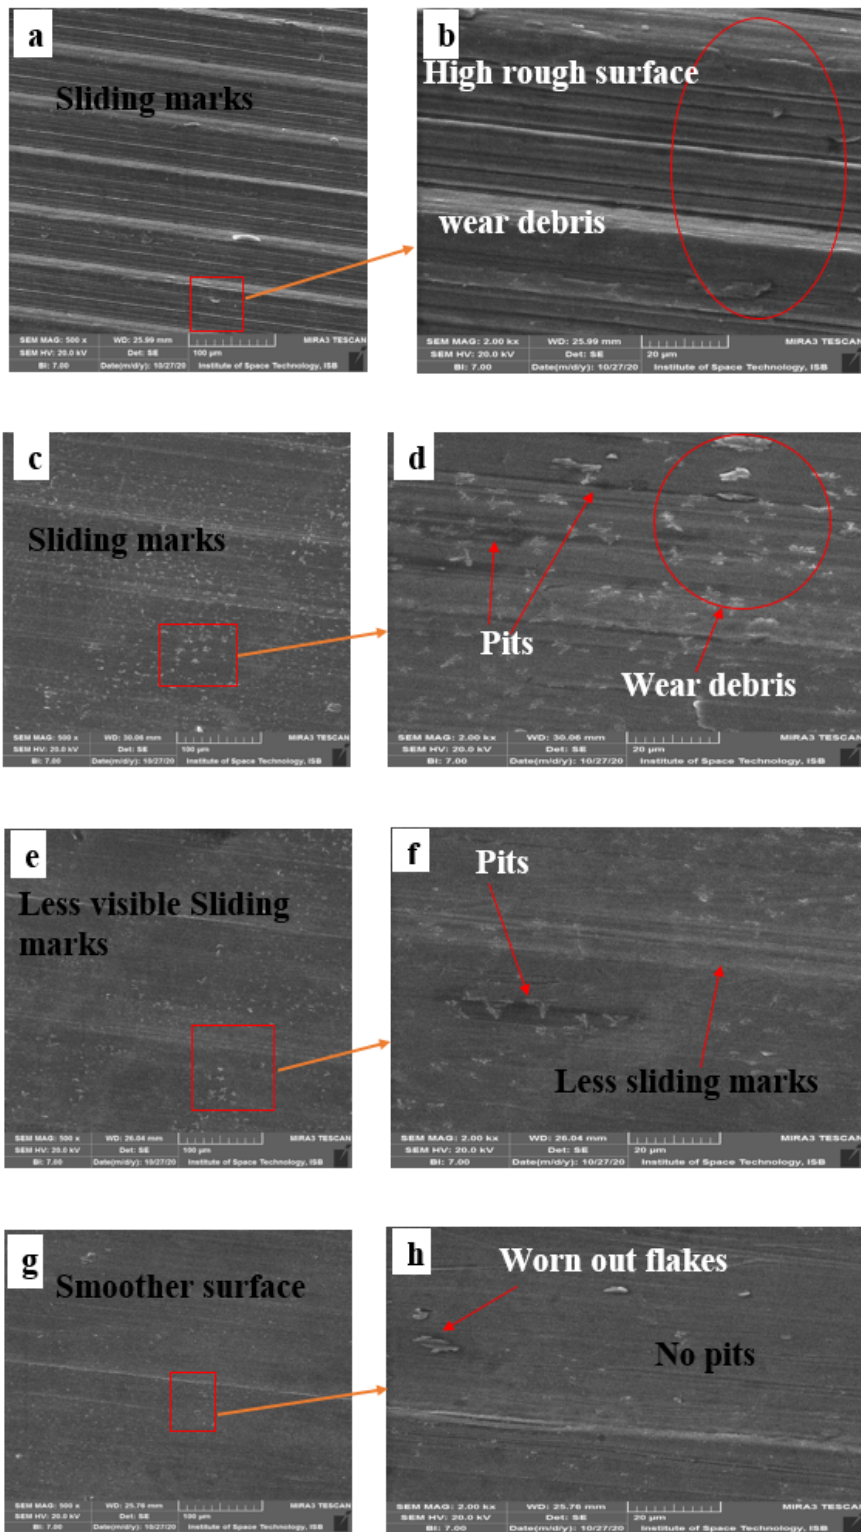 a
Sliding marks
SEM MAG: 500 x WD: 25.99 mm MIRA3 TESCAN
SEM HV: 20.0 kV Det: SE 100 µm
BI: 7.00 Date(m/d/y): 10/27/20 Institute of Space Technology, ISB
b
High rough surface
wear debris
SEM MAG: 2.00 kx WD: 25.99 mm MIRA3 TESCAN
SEM HV: 20.0 kV Det: SE 20 µm
BI: 7.00 Date(m/d/y): 10/27/20 Institute of Space Technology, ISB
c
Sliding marks
SEM MAG: 500 x WD: 30.06 mm MIRA3 TESCAN
SEM HV: 20.0 kV Det: SE 100 µm
BI: 7.00 Date(m/d/y): 10/27/20 Institute of Space Technology, ISB
d
Pits
Wear debris
SEM MAG: 2.00 kx WD: 30.06 mm MIRA3 TESCAN
SEM HV: 20.0 kV Det: SE 20 µm
BI: 7.00 Date(m/d/y): 10/27/20 Institute of Space Technology, ISB
e
Less visible Sliding
marks
SEM MAG: 500 x WD: 26.04 mm MIRA3 TESCAN
SEM HV: 20.0 kV Det: SE 100 µm
BI: 7.00 Date(m/d/y): 10/27/20 Institute of Space Technology, ISB
f
Pits
Less sliding marks
SEM MAG: 2.00 kx WD: 26.04 mm MIRA3 TESCAN
SEM HV: 20.0 kV Det: SE 20 µm
BI: 7.00 Date(m/d/y): 10/27/20 Institute of Space Technology, ISB
g
Smoother surface
SEM MAG: 500 x WD: 25.76 mm MIRA3 TESCAN
SEM HV: 20.0 kV Det: SE 100 µm
BI: 7.00 Date(m/d/y): 10/27/20 Institute of Space Technology, ISB
h
Worn out flakes
No pits
SEM MAG: 2.00 kx WD: 25.76 mm MIRA3 TESCAN
SEM HV: 20.0 kV Det: SE 20 µm
BI: 7.00 Date(m/d/y): 10/27/20 Institute of Space Technology, ISB